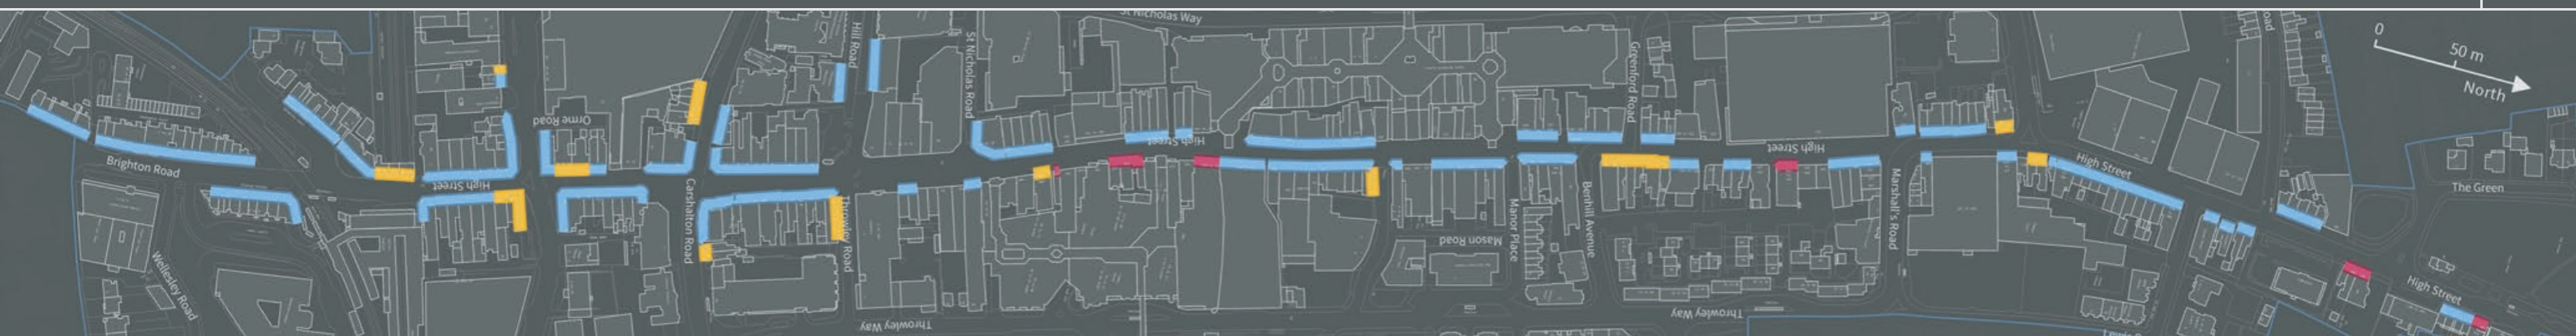 St Nicholas Way
Hill Road
St Nicholas Road
Greenford Road
oad
0
50 m
North
Orme Road
High Street
High Street
Brighton Road
High Street
The Green
High Street
Carshalton Road
Throwley Road
Manor Place
Benhill Avenue
Mason Road
Marshall's Road
Wellesley Road
High Street
Throwley Way
Throwley Way